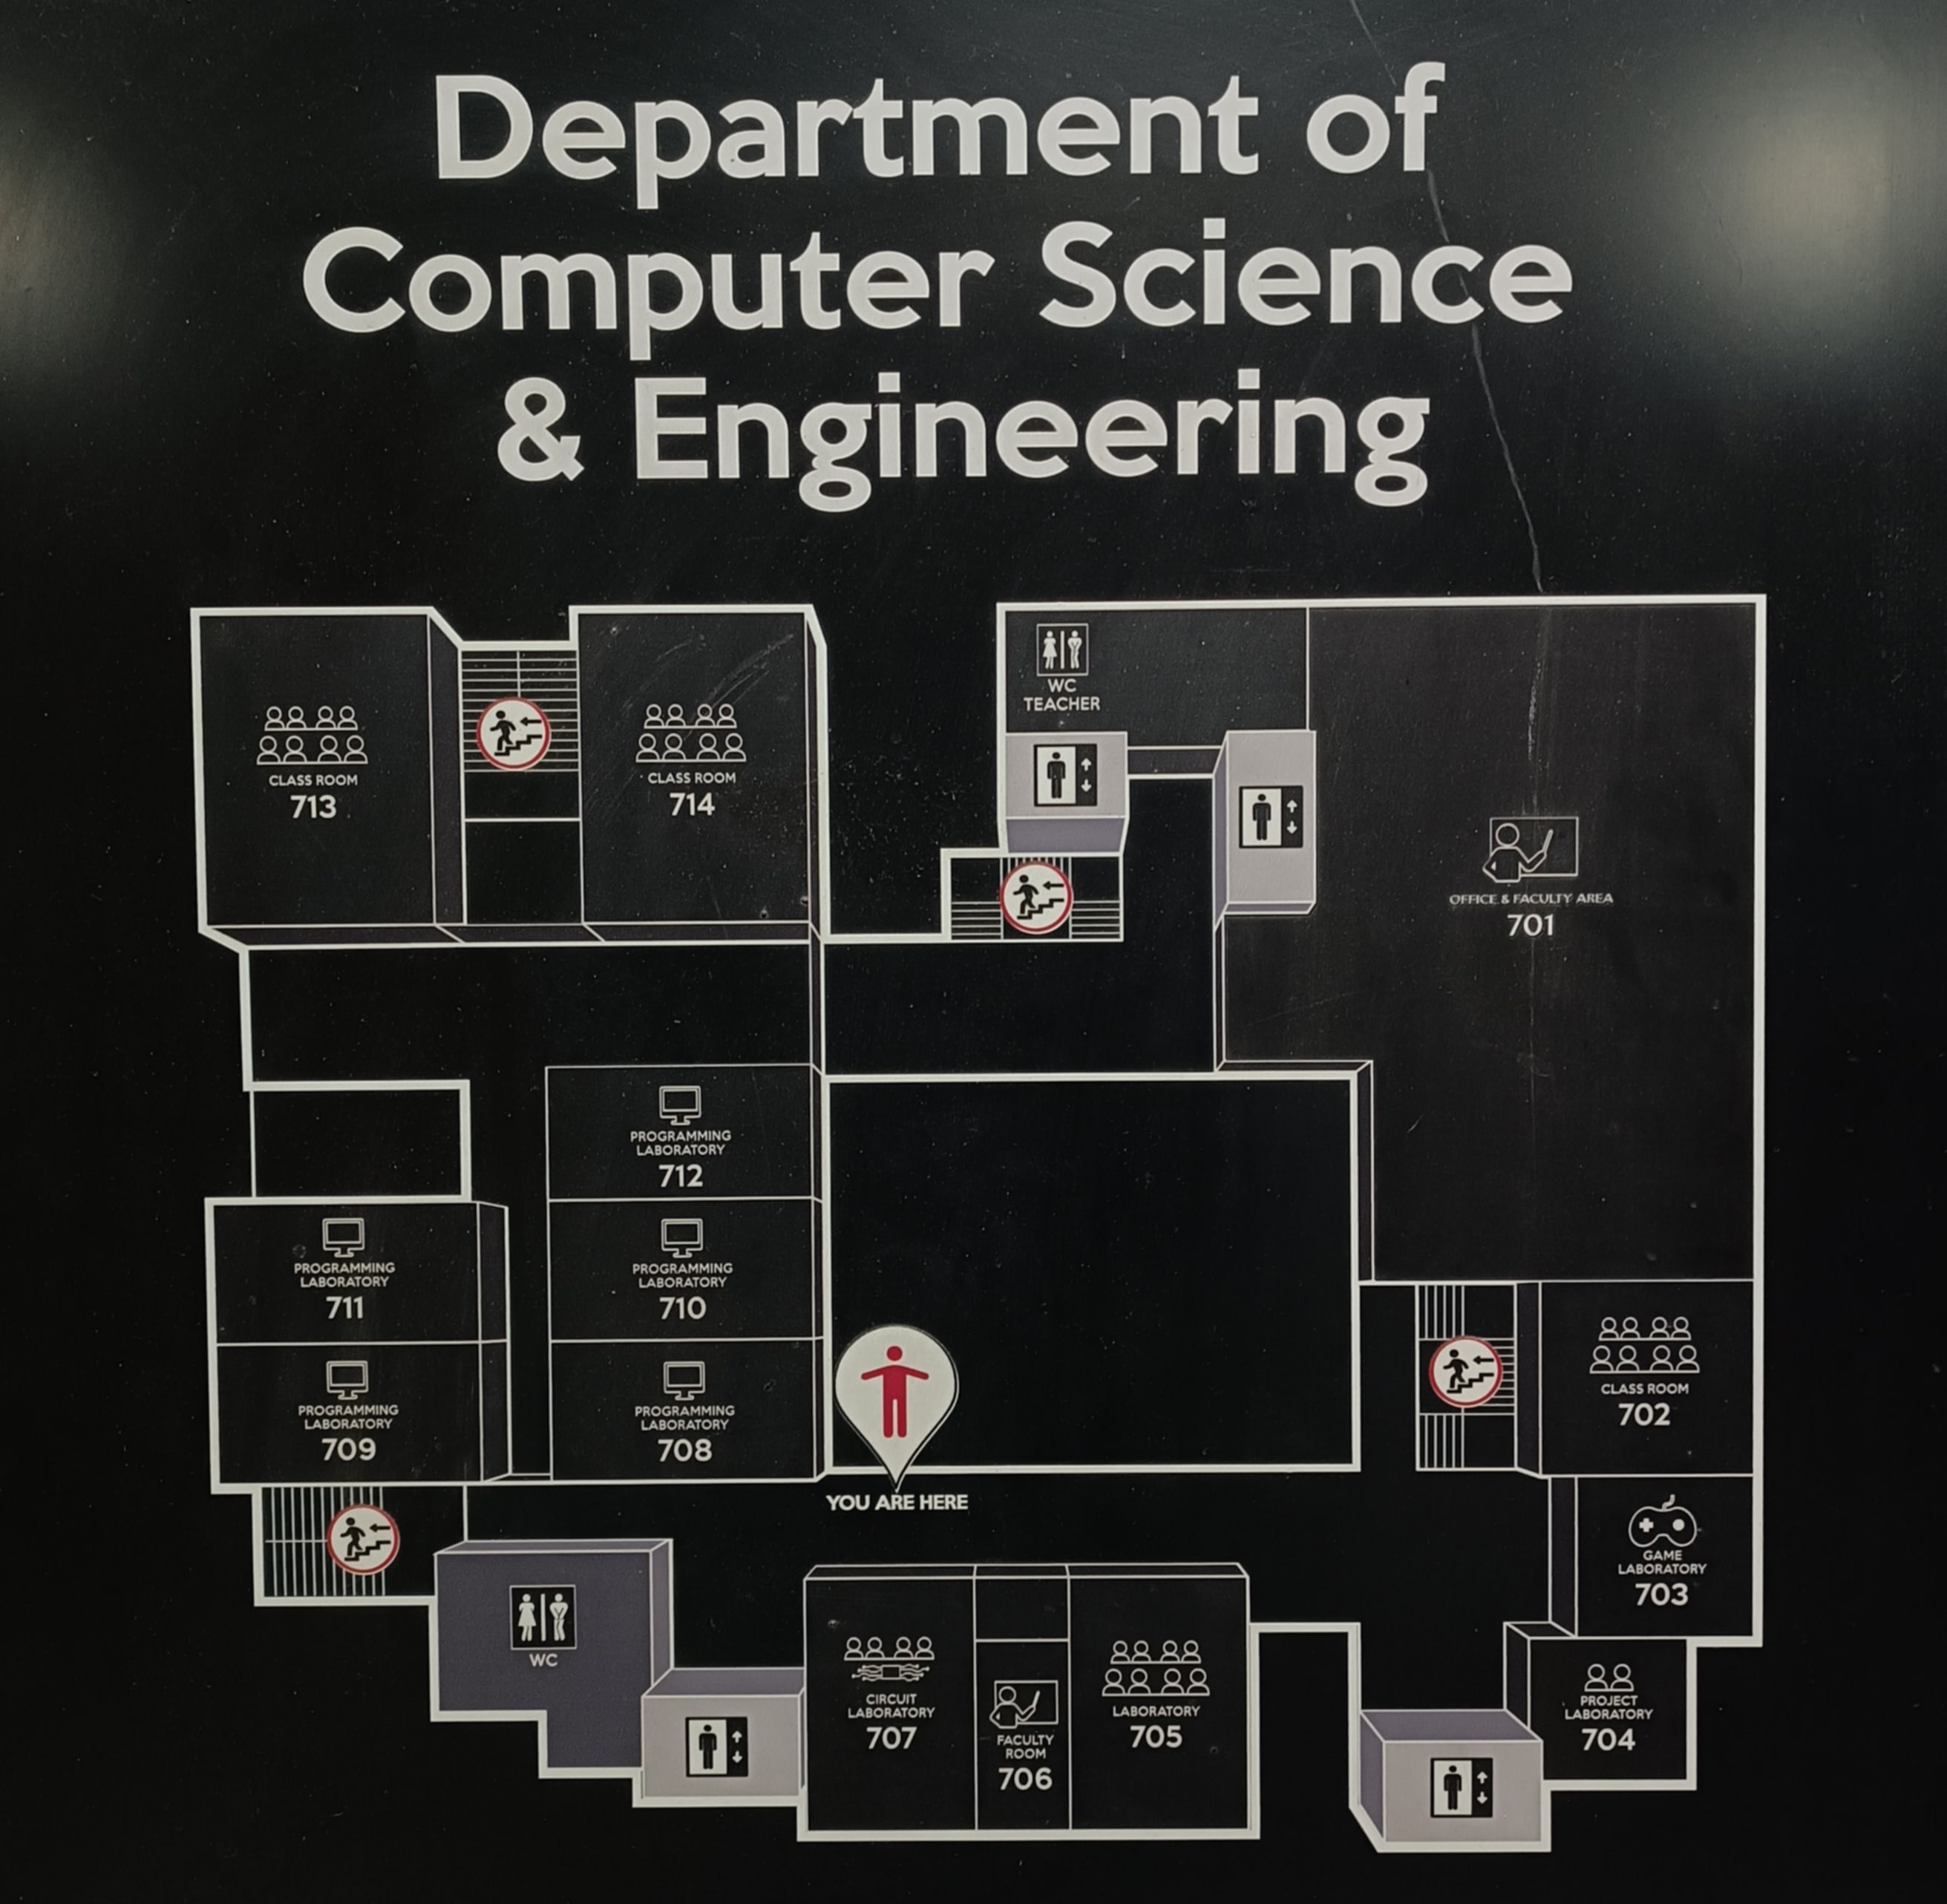 Department of
Computer Science
& Engineering
CLASS ROOM
713
CLASS ROOM
714
WC
TEACHER
OFFICE & FACULTY AREA
701
PROGRAMMING
LABORATORY
712
PROGRAMMING
LABORATORY
711
PROGRAMMING
LABORATORY
710
PROGRAMMING
LABORATORY
709
PROGRAMMING
LABORATORY
708
YOU ARE HERE
CLASS ROOM
702
GAME
LABORATORY
703
WC
CIRCUIT
LABORATORY
707
FACULTY
ROOM
706
LABORATORY
705
PROJECT
LABORATORY
704